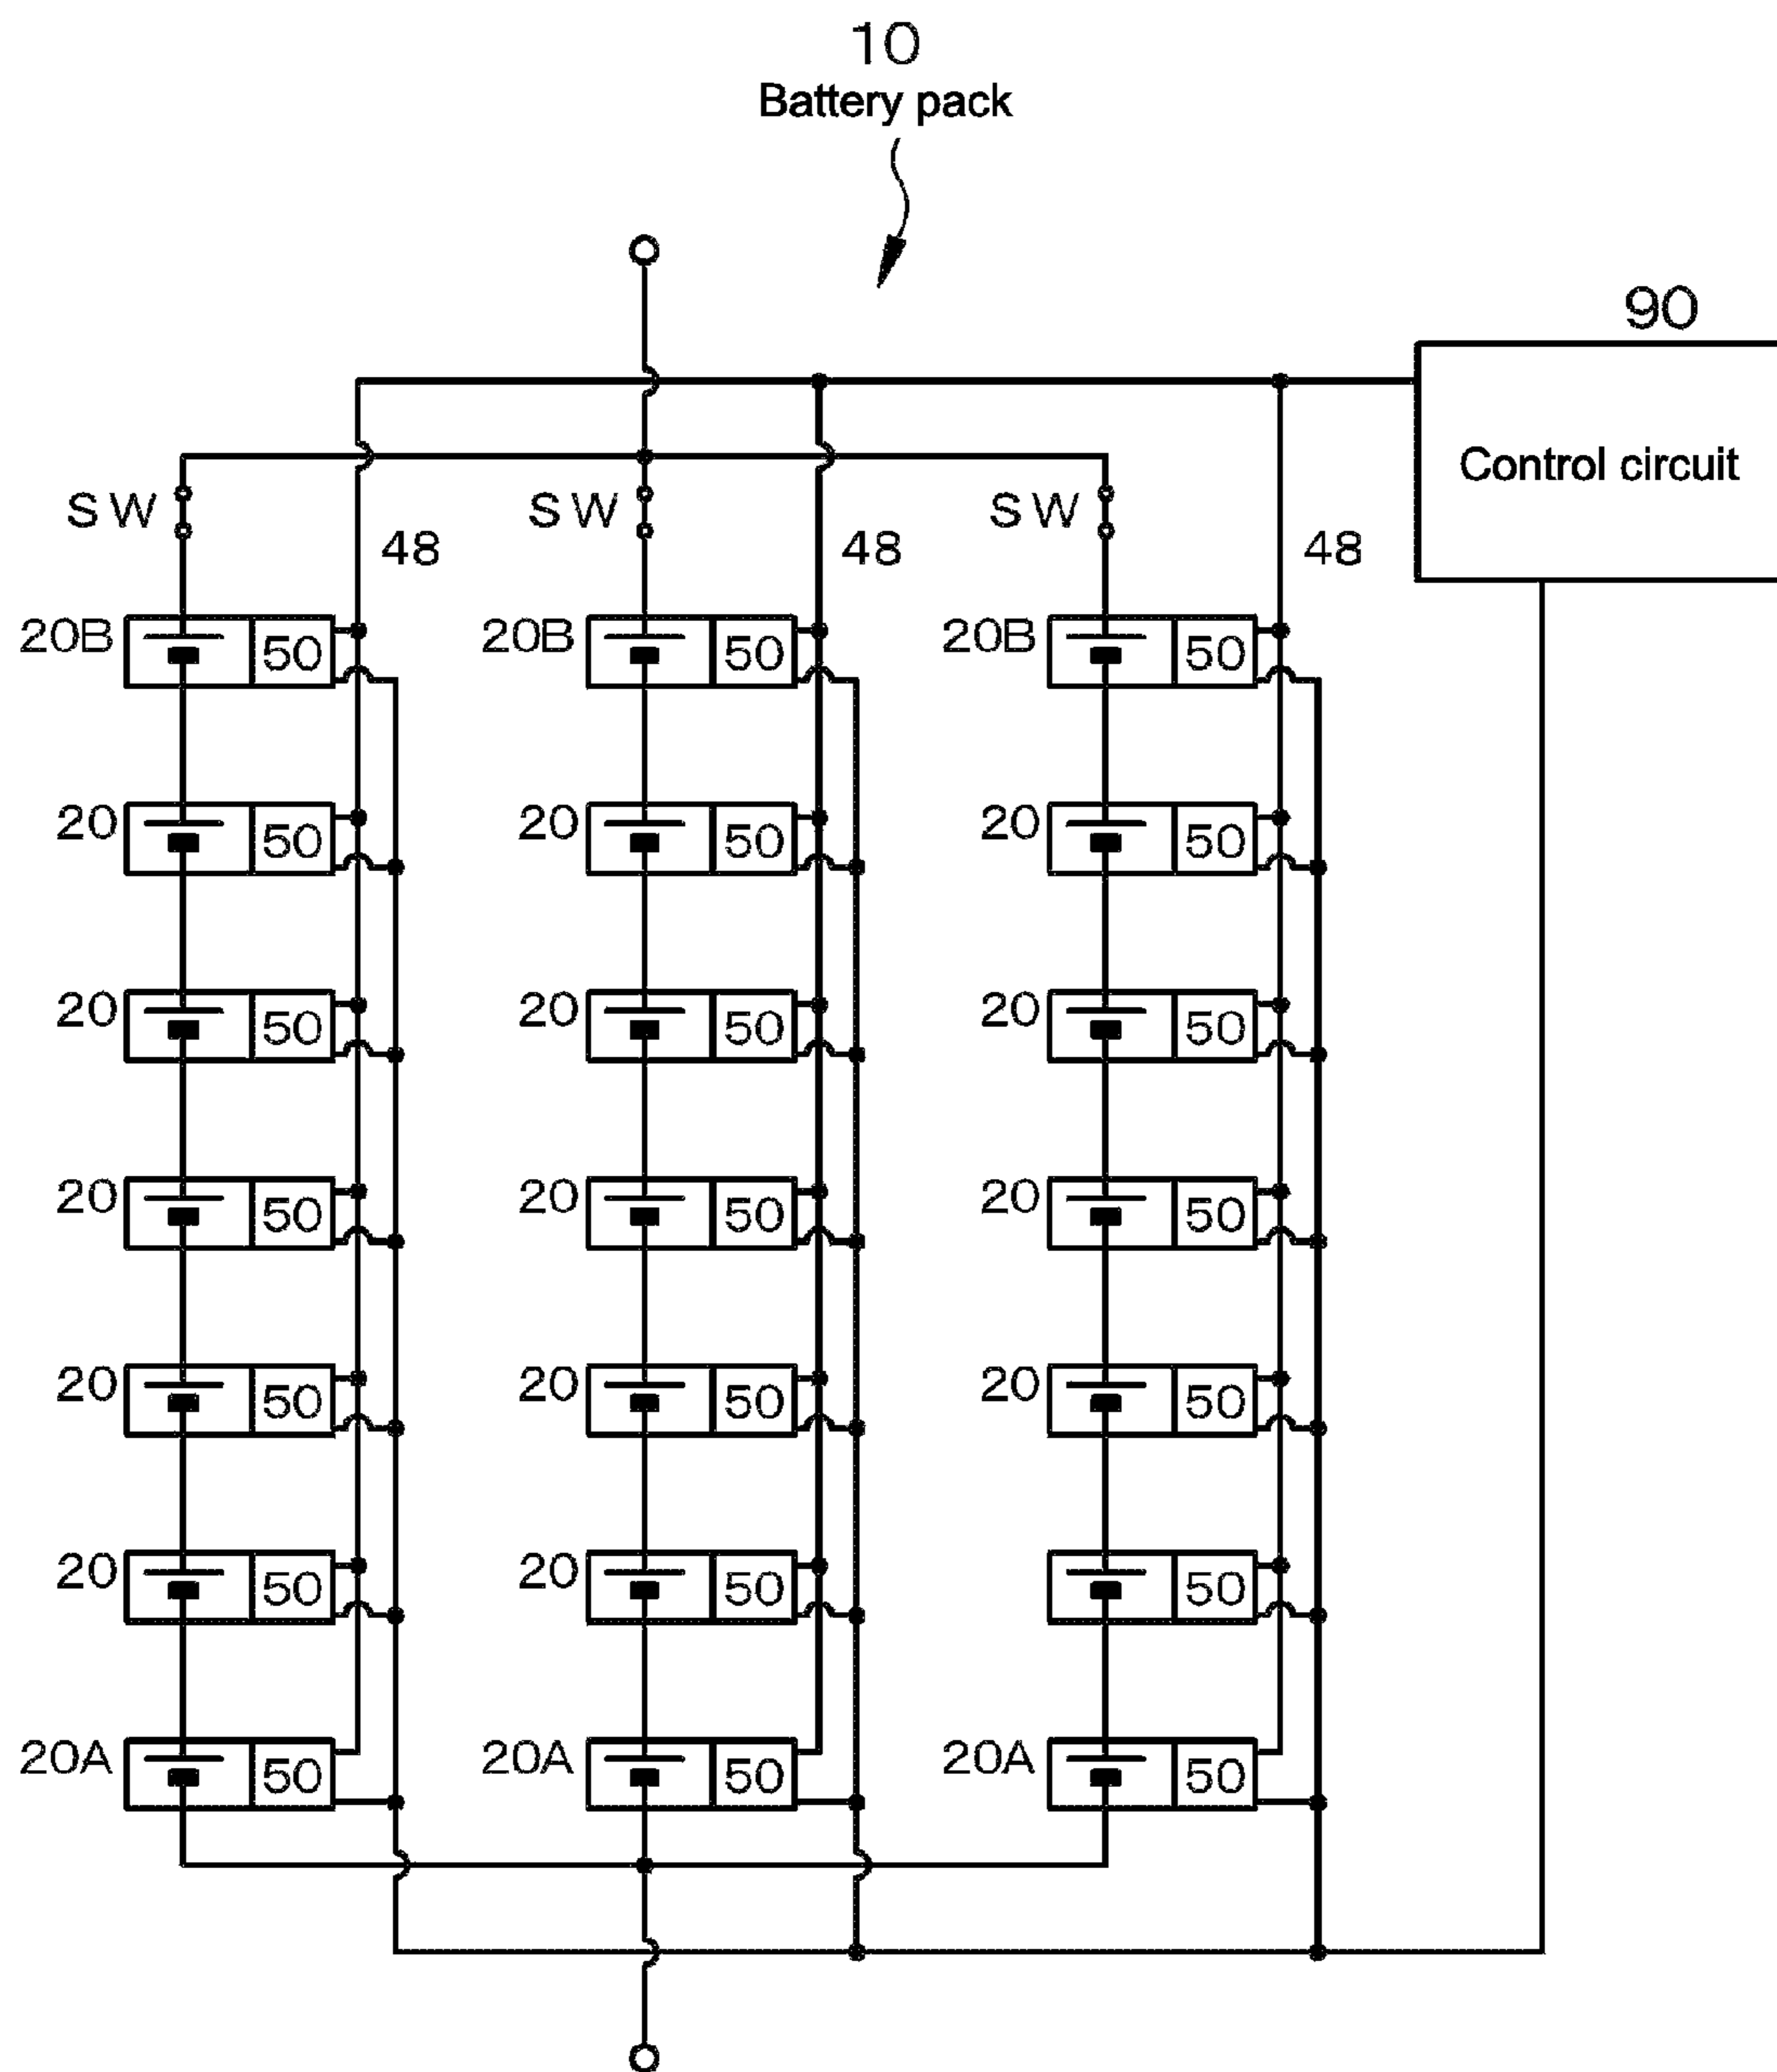 10
Battery pack
90
Control circuit
SW SW SW
48 48 48
20B 50 20B 50 20B 50
20 50 20 50 20 50
20 50 20 50 20 50
20 50 20 50 20 50
20 50 20 50 20 50
20 50 20 50 50
20A 50 20A 50 20A 50